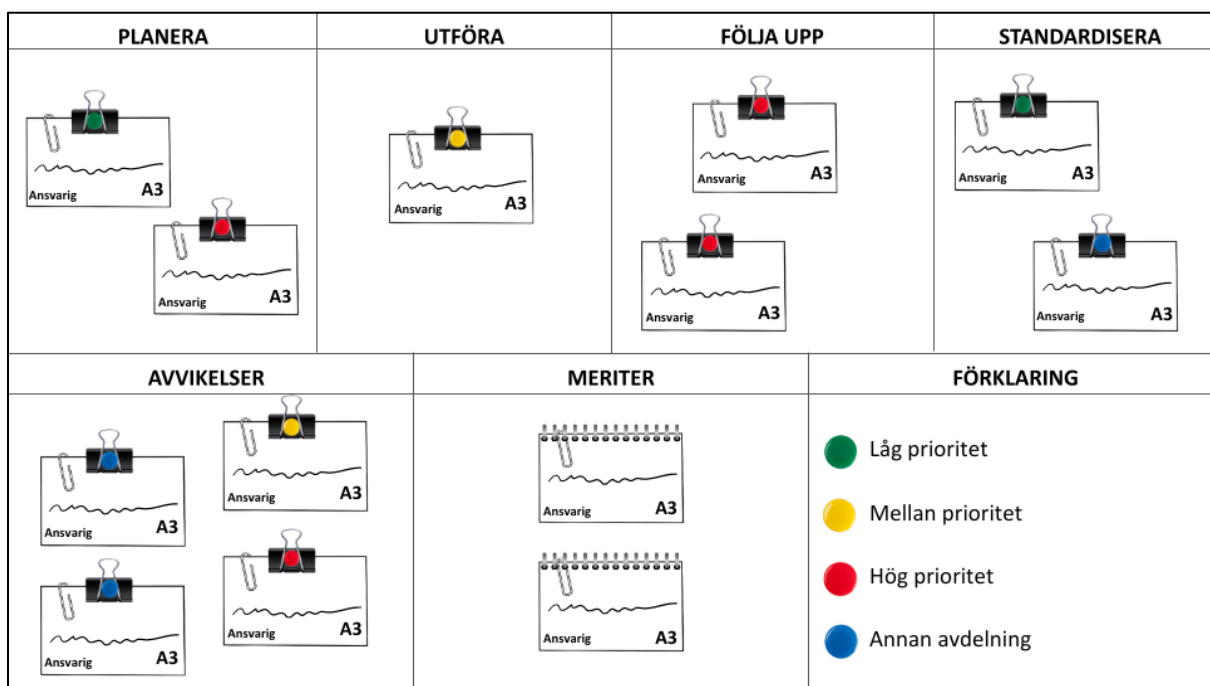 PLANERA
UTFÖRA
FÖLJA UPP
STANDARDISERA
Ansvarig A3
Ansvarig A3
Ansvarig A3
Ansvarig A3
Ansvarig A3
Ansvarig A3
Ansvarig A3
AVVIKELSER
MERITER
FÖRKLARING
Ansvarig A3
Ansvarig A3
Ansvarig A3
Ansvarig A3
Ansvarig A3
Ansvarig A3
Låg prioritet
Mellan prioritet
Hög prioritet
Annan avdelning